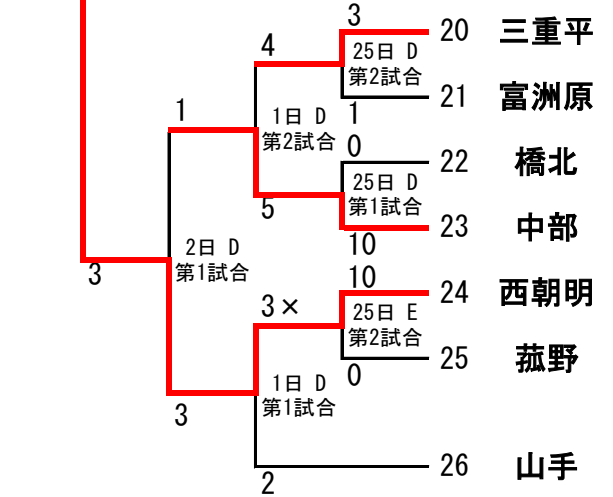 3
20 三重平
4
25日 D
第2試合
21 富洲原
1
1
1日 D
第2試合
0
22 橋北
25日 D
第1試合
5
23 中部
10
2日 D
第1試合
3
10
24 西朝明
3×
25日 E
第2試合
25 菰野
0
1日 D
第1試合
3
26 山手
2